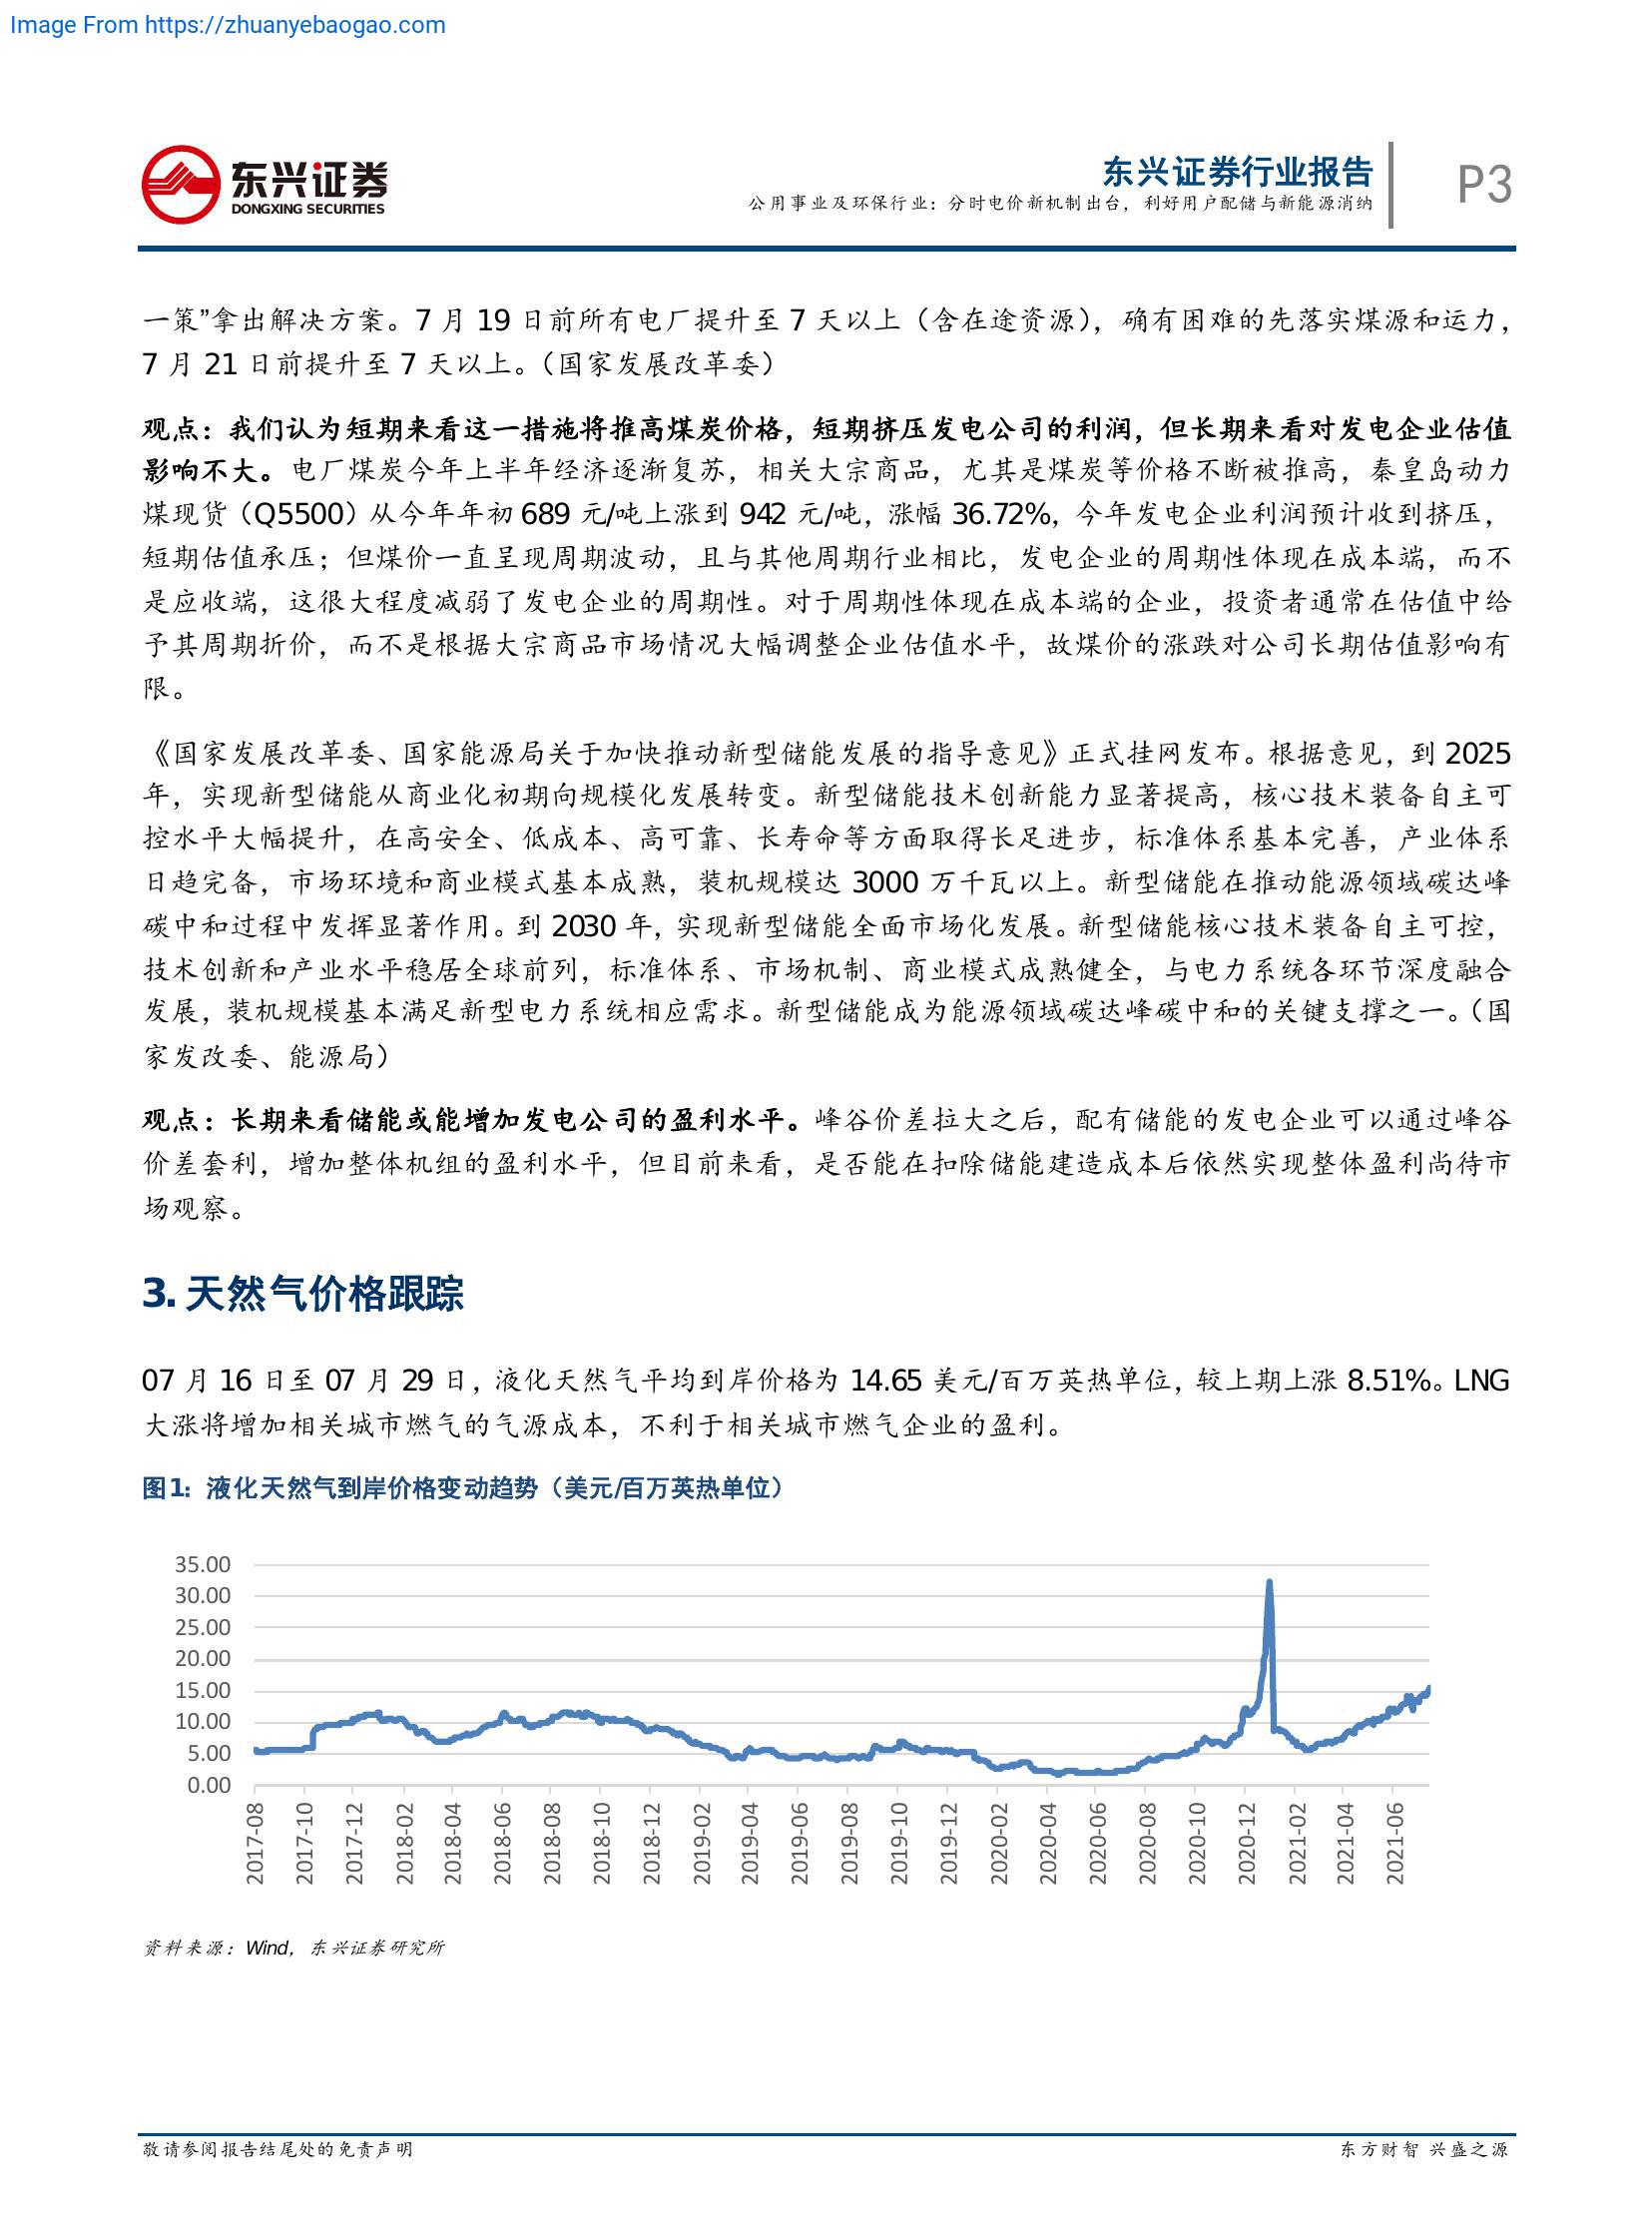 Image From https://zhuanyebaogao.com
东兴证券
DONGXING SECURITIES
东兴证券行业报告
公用事业及环保行业：分时电价新机制出台，利好用户配储与新能源消纳
P3
一策”拿出解决方案。7 月 19 日前所有电厂提升至 7 天以上（含在途资源），确有困难的先落实煤源和运力，
7 月 21 日前提升至 7 天以上。（国家发展改革委）
观点：我们认为短期来看这一措施将推高煤炭价格，短期挤压发电公司的利润，但长期来看对发电企业估值
影响不大。电厂煤炭今年上半年经济逐渐复苏，相关大宗商品，尤其是煤炭等价格不断被推高，秦皇岛动力
煤现货（Q5500）从今年年初 689 元/吨上涨到 942 元/吨，涨幅 36.72%，今年发电企业利润预计收到挤压，
短期估值承压；但煤价一直呈现周期波动，且与其他周期行业相比，发电企业的周期性体现在成本端，而不
是应收端，这很大程度减弱了发电企业的周期性。对于周期性体现在成本端的企业，投资者通常在估值中给
予其周期折价，而不是根据大宗商品市场情况大幅调整企业估值水平，故煤价的涨跌对公司长期估值影响有
限。
《国家发展改革委、国家能源局关于加快推动新型储能发展的指导意见》正式挂网发布。根据意见，到 2025
年，实现新型储能从商业化初期向规模化发展转变。新型储能技术创新能力显著提高，核心技术装备自主可
控水平大幅提升，在高安全、低成本、高可靠、长寿命等方面取得长足进步，标准体系基本完善，产业体系
日趋完备，市场环境和商业模式基本成熟，装机规模达 3000 万千瓦以上。新型储能在推动能源领域碳达峰
碳中和过程中发挥显著作用。到 2030 年，实现新型储能全面市场化发展。新型储能核心技术装备自主可控，
技术创新和产业水平稳居全球前列，标准体系、市场机制、商业模式成熟健全，与电力系统各环节深度融合
发展，装机规模基本满足新型电力系统相应需求。新型储能成为能源领域碳达峰碳中和的关键支撑之一。（国
家发改委、能源局）
观点：长期来看储能或能增加发电公司的盈利水平。峰谷价差拉大之后，配有储能的发电企业可以通过峰谷
价差套利，增加整体机组的盈利水平，但目前来看，是否能在扣除储能建造成本后依然实现整体盈利尚待市
场观察。
3. 天然气价格跟踪
07 月 16 日至 07 月 29 日，液化天然气平均到岸价格为 14.65 美元/百万英热单位，较上期上涨 8.51%。LNG
大涨将增加相关城市燃气的气源成本，不利于相关城市燃气企业的盈利。
图1：液化天然气到岸价格变动趋势（美元/百万英热单位）
35.00
30.00
25.00
20.00
15.00
10.00
5.00
0.00
2017-08
2017-10
2017-12
2018-02
2018-04
2018-06
2018-08
2018-10
2018-12
2019-02
2019-04
2019-06
2019-08
2019-10
2019-12
2020-02
2020-04
2020-06
2020-08
2020-10
2020-12
2021-02
2021-04
2021-06
资料来源：Wind，东兴证券研究所
敬请参阅报告结尾处的免责声明
东方财智 兴盛之源